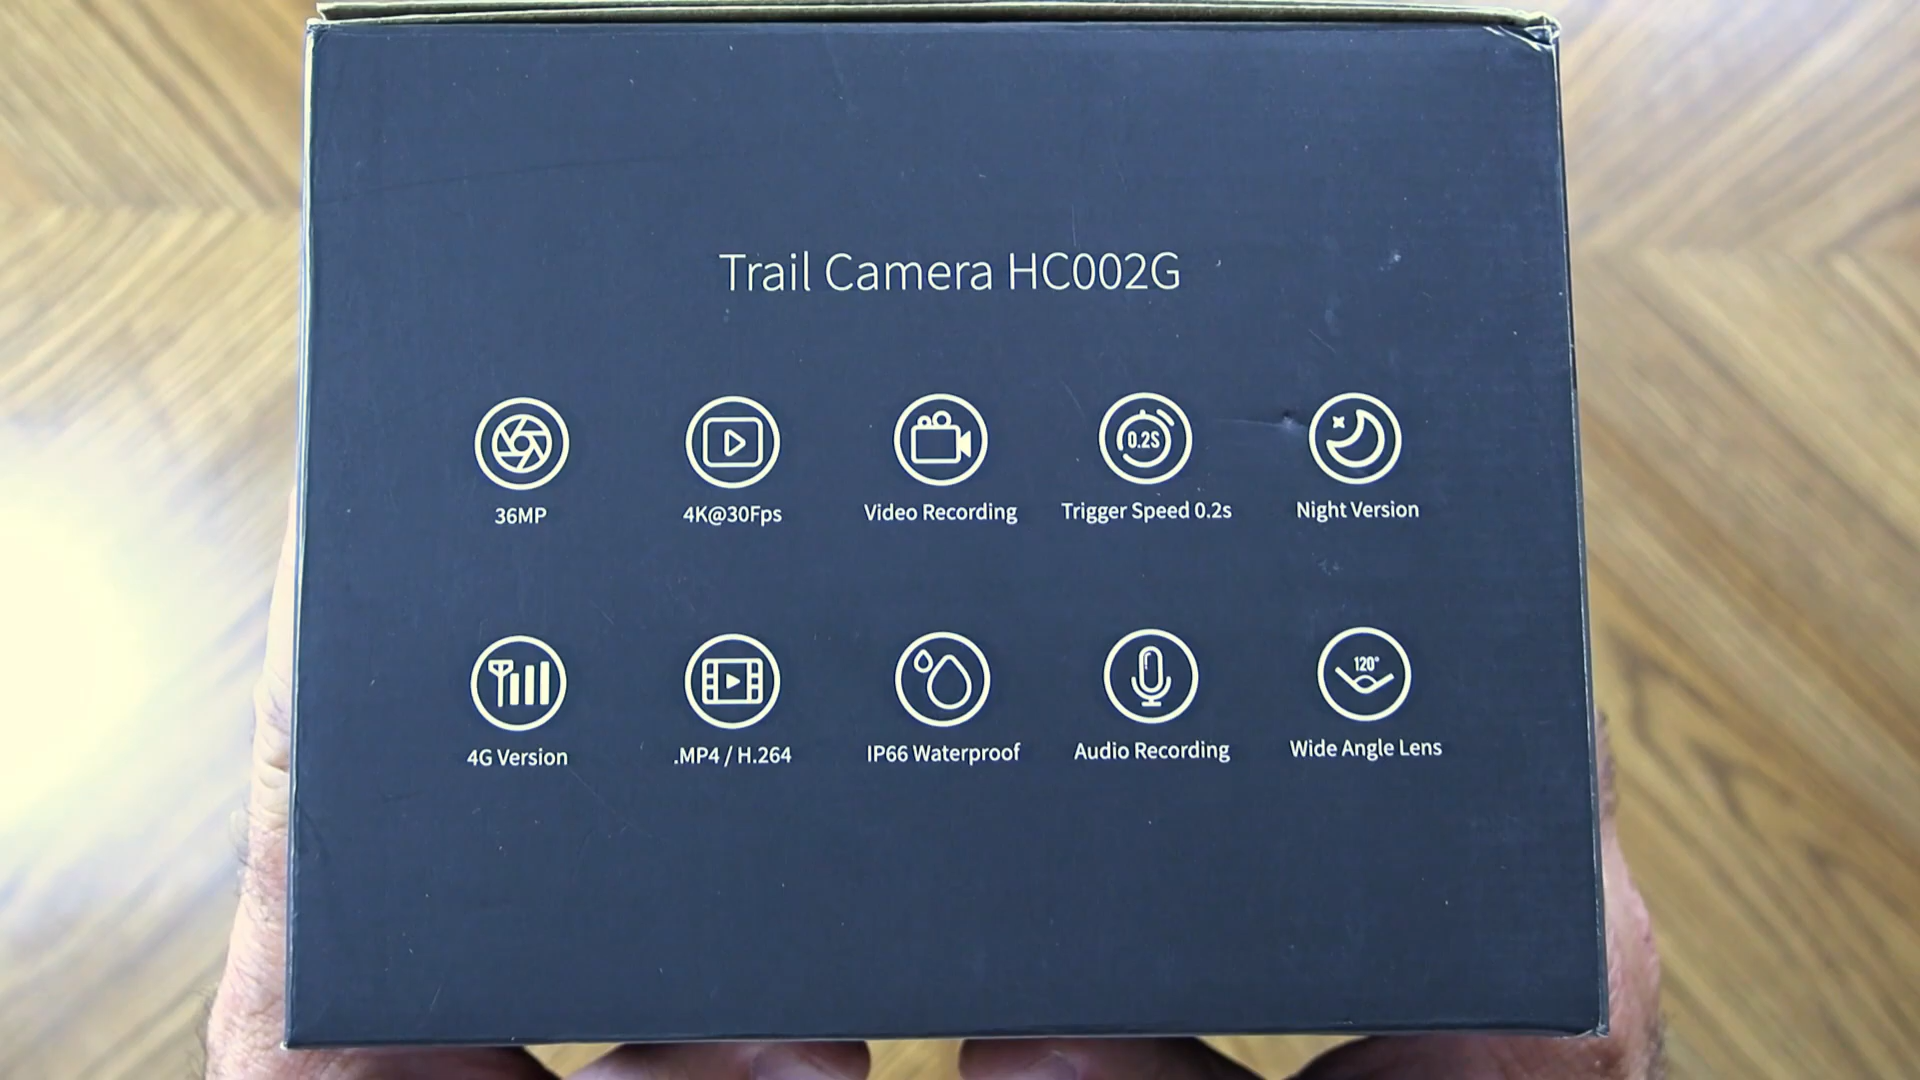 Trail Camera HC002G
0.2S
36MP
4K@30Fps
Video Recording
Trigger Speed 0.2s
Night Version
120°
4G Version
.MP4 / H.264
IP66 Waterproof
Audio Recording
Wide Angle Lens